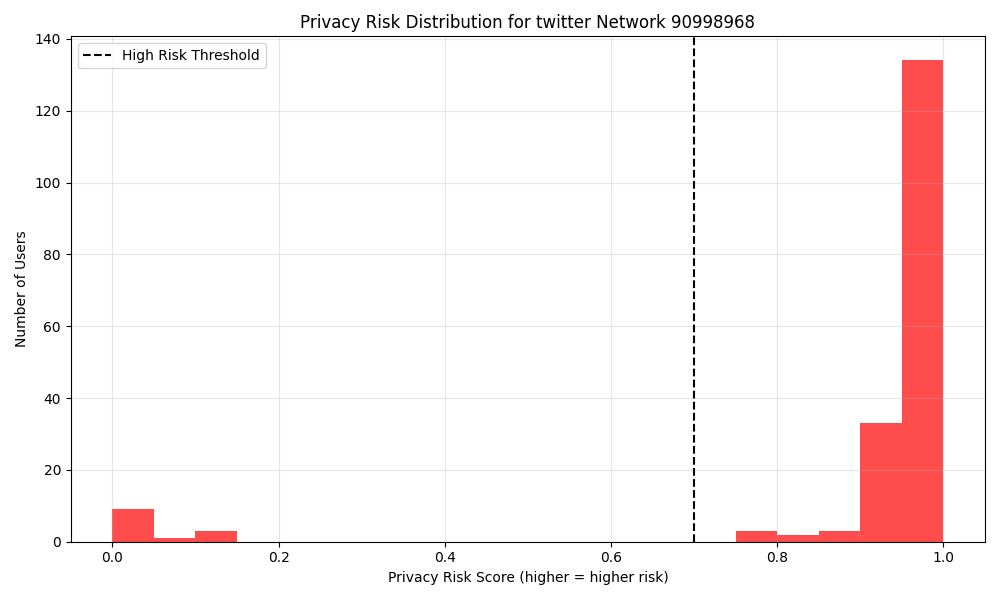 Privacy Risk Distribution for twitter Network 90998968
High Risk Threshold
140
120
100
80
60
40
20
0
Number of Users
0.0 0.2 0.4 0.6 0.8 1.0
Privacy Risk Score (higher = higher risk)